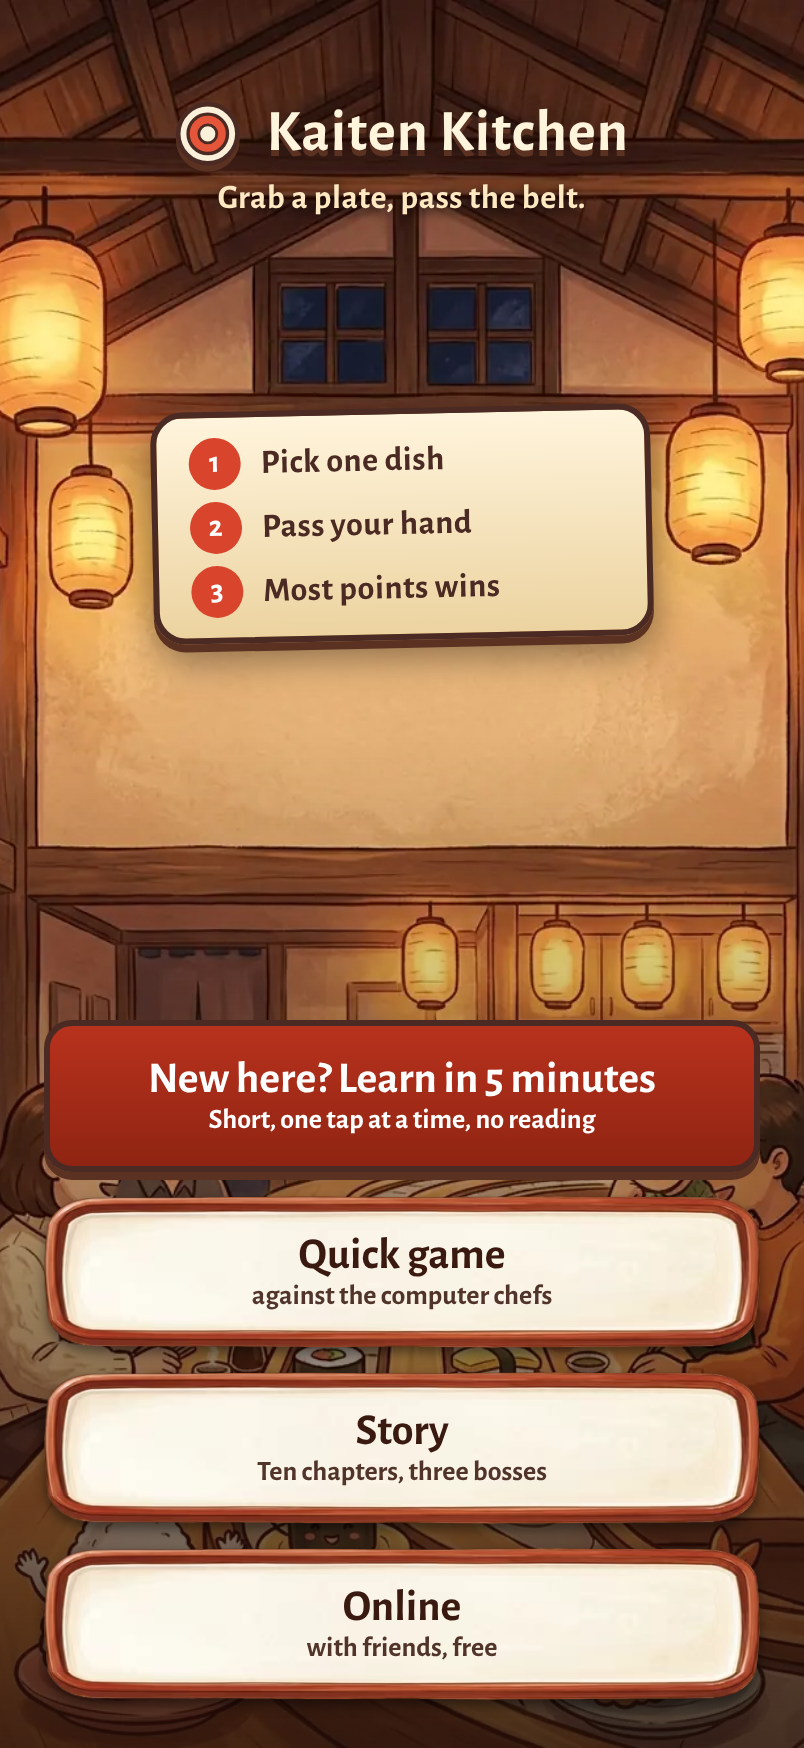 Kaiten Kitchen
Grab a plate, pass the belt.
1 Pick one dish
2 Pass your hand
3 Most points wins
New here? Learn in 5 minutes
Short, one tap at a time, no reading
Quick game
against the computer chefs
Story
Ten chapters, three bosses
Online
with friends, free